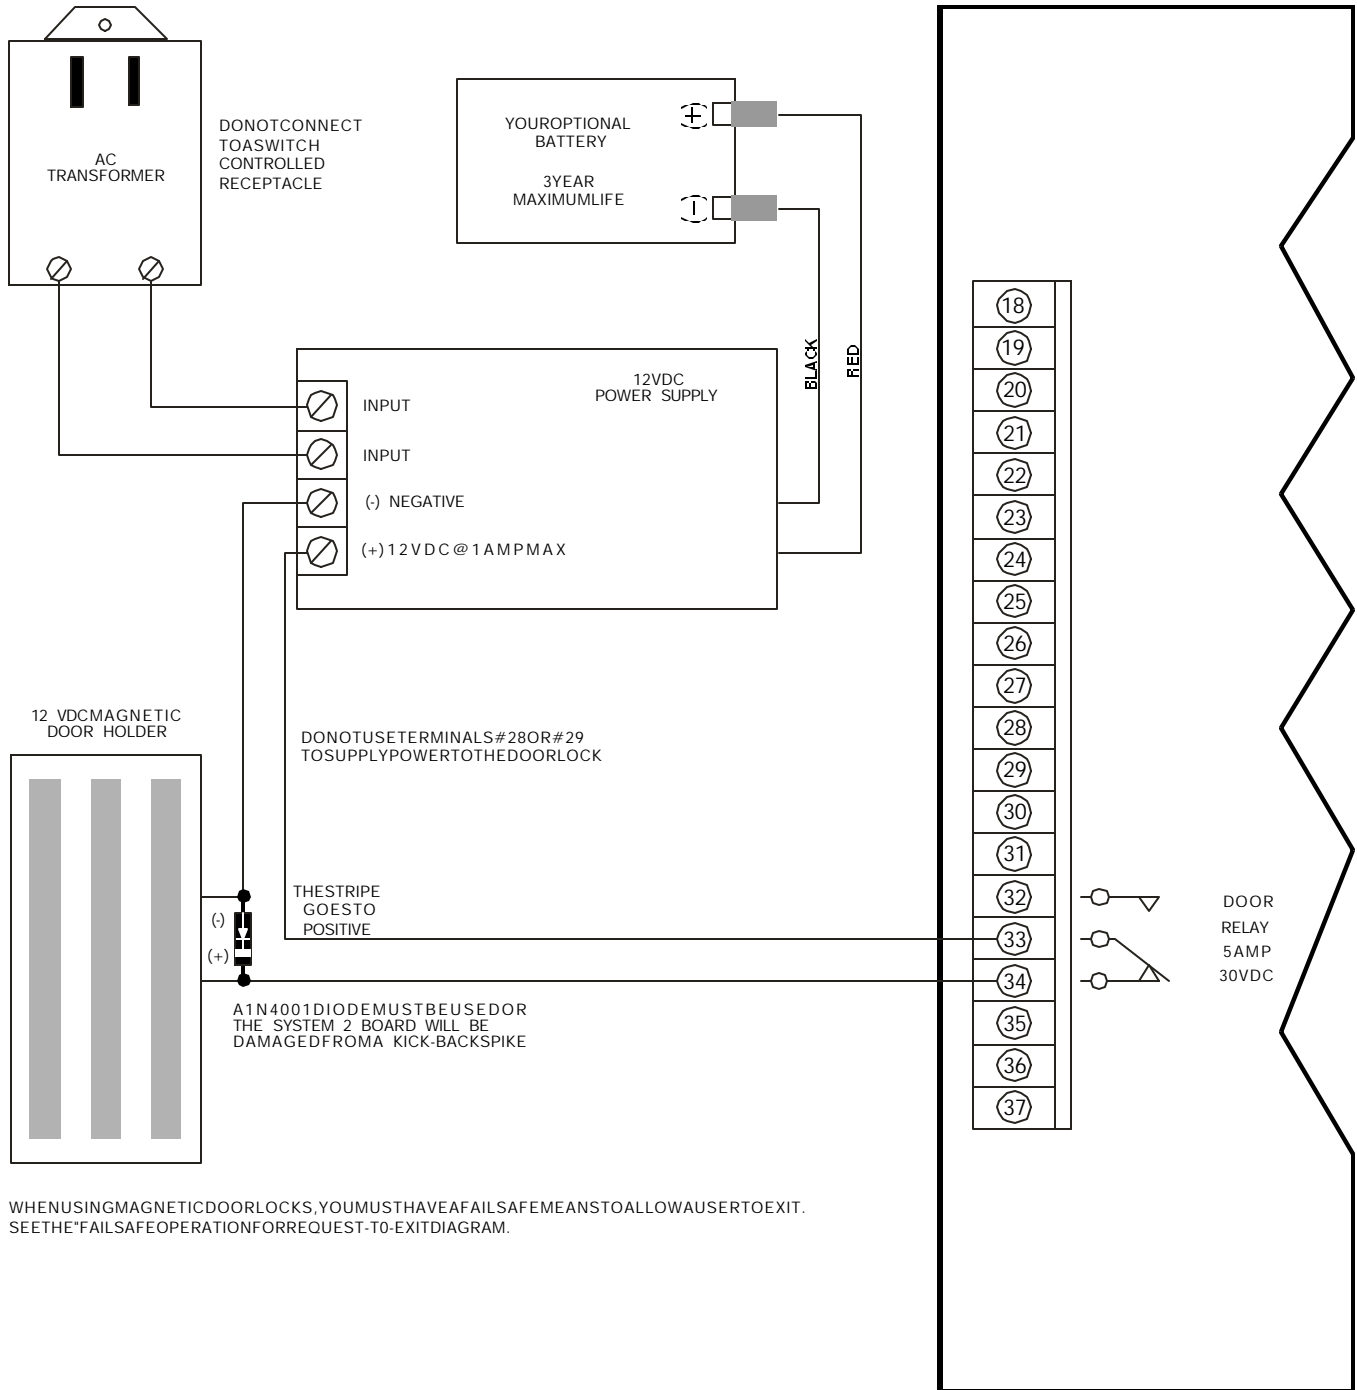 AC
TRANSFORMER
DONOTCONNECT
TOASWITCH
CONTROLLED
RECEPTACLE
YOUROPTIONAL
BATTERY
3YEAR
MAXIMUMLIFE
+
-
BLACK
RED
12VDC
POWER SUPPLY
INPUT
INPUT
(-) NEGATIVE
(+)12VDC@1AMPMAX
12 VDCMAGNETIC
DOOR HOLDER
DONOTUSETERMINALS#28OR#29
TOSUPPLYPOWERTOTHEDOORLOCK
THESTRIPE
GOESTO
POSITIVE
(-)
(+)
A1N4001DIODEMUSTBEUSEDOR
THE SYSTEM 2 BOARD WILL BE
DAMAGEDFROMA KICK-BACKSPIKE
18
19
20
21
22
23
24
25
26
27
28
29
30
31
32
33
34
35
36
37
DOOR
RELAY
5AMP
30VDC
WHENUSINGMAGNETICDOORLOCKS,YOUMUSTHAVEAFAILSAFEMEANSTOALLOWAUSERTOEXIT.
SEETHE"FAILSAFEOPERATIONFORREQUEST-T0-EXITDIAGRAM.